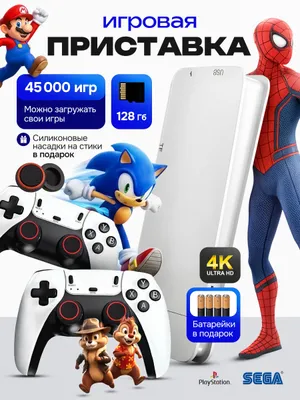 игровая
ПРИСТАВКА
45 000 игр
Можно загружать
свои игры
128 гб
Силиконовые
насадки на стики
в подарок
4K
ULTRA HD
Батарейки
в подарок
PlayStation
SEGA